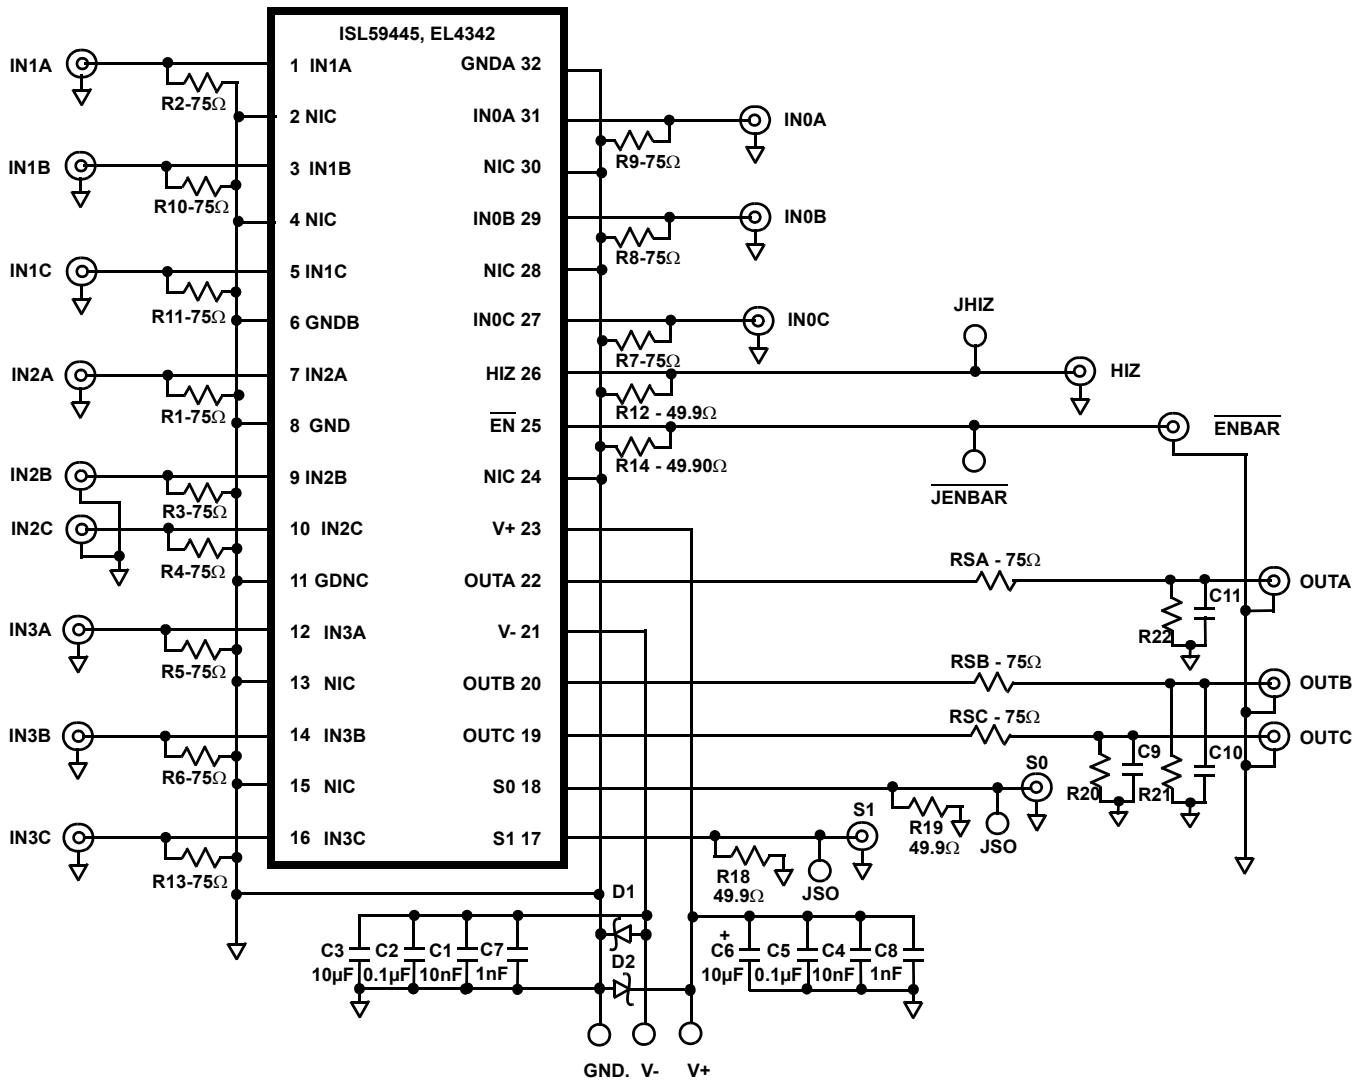 ISL59445, EL4342
IN1A
1 IN1A
GNDA 32
R2-75Ω
2 NIC
IN0A 31
IN0A
IN1B
3 IN1B
NIC 30
R9-75Ω
R10-75Ω
4 NIC
IN0B 29
IN0B
R8-75Ω
IN1C
5 IN1C
NIC 28
R11-75Ω
6 GNDB
IN0C 27
IN0C
JHIZ
R7-75Ω
IN2A
7 IN2A
HIZ 26
HIZ
R1-75Ω
R12 - 49.9Ω
8 GND
EN 25
ENBAR
R14 - 49.90Ω
IN2B
9 IN2B
NIC 24
JENBAR
R3-75Ω
IN2C
10 IN2C
V+ 23
R4-75Ω
RSA - 75Ω
11 GDNC
OUTA 22
OUTA
C11
R22
IN3A
12 IN3A
V- 21
R5-75Ω
RSB - 75Ω
13 NIC
OUTB 20
OUTB
RSC - 75Ω
IN3B
14 IN3B
OUTC 19
OUTC
C9
C10
R6-75Ω
S0
15 NIC
S0 18
R20
R21
S1
R19
49.9Ω
JSO
IN3C
16 IN3C
S1 17
R13-75Ω
R18
49.9Ω
JSO
D1
C3
10µF
C2
0.1µF
C1
10nF
C7
1nF
D2
+
C6
10µF
C5
0.1µF
C4
10nF
C8
1nF
GND,
V-
V+